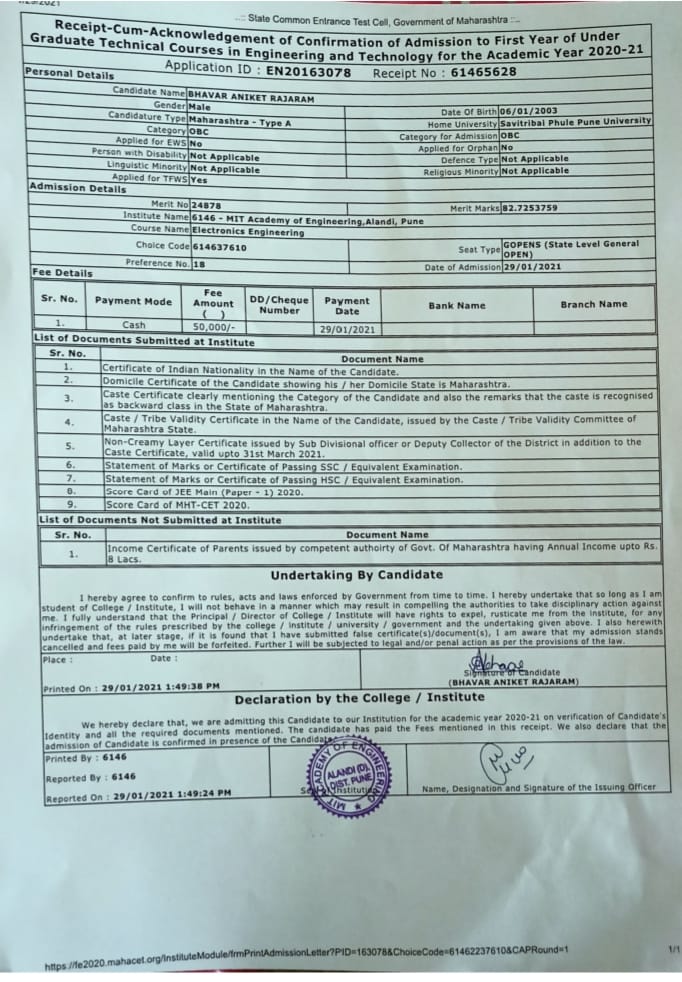 ..:: State Common Entrance Test Cell, Government of Maharashtra ::..
Receipt-Cum-Acknowledgement of Confirmation of Admission to First Year of Under
Graduate Technical Courses in Engineering and Technology for the Academic Year 2020-21
Application ID : EN20163078 Receipt No : 61465628
Personal Details
Candidate Name BHAVAR ANIKET RAJARAM
Gender Male Date Of Birth 06/01/2003
Candidature Type Maharashtra - Type A Home University Savitribai Phule Pune University
Category OBC Category for Admission OBC
Applied for EWS No Applied for Orphan No
Person with Disability Not Applicable Defence Type Not Applicable
Linguistic Minority Not Applicable Religious Minority Not Applicable
Applied for TFWS Yes
Admission Details
Merit No 24878 Merit Marks 82.7253759
Institute Name 6146 - MIT Academy of Engineering,Alandi, Pune
Course Name Electronics Engineering
Choice Code 614637610 Seat Type GOPENS (State Level General OPEN)
Preference No. 18 Date of Admission 29/01/2021
Fee Details
Sr. No. Payment Mode Fee Amount ( ) DD/Cheque Number Payment Date Bank Name Branch Name
1. Cash 50,000/- 29/01/2021
List of Documents Submitted at Institute
Sr. No. Document Name
1. Certificate of Indian Nationality in the Name of the Candidate.
2. Domicile Certificate of the Candidate showing his / her Domicile State is Maharashtra.
3. Caste Certificate clearly mentioning the Category of the Candidate and also the remarks that the caste is recognised
as backward class in the State of Maharashtra.
4. Caste / Tribe Validity Certificate in the Name of the Candidate, issued by the Caste / Tribe Validity Committee of
Maharashtra State.
5. Non-Creamy Layer Certificate issued by Sub Divisional officer or Deputy Collector of the District in addition to the
Caste Certificate, valid upto 31st March 2021.
6. Statement of Marks or Certificate of Passing SSC / Equivalent Examination.
7. Statement of Marks or Certificate of Passing HSC / Equivalent Examination.
8. Score Card of JEE Main (Paper - 1) 2020.
9. Score Card of MHT-CET 2020.
List of Documents Not Submitted at Institute
Sr. No. Document Name
1. Income Certificate of Parents issued by competent authoirty of Govt. Of Maharashtra having Annual Income upto Rs.
8 Lacs.
Undertaking By Candidate
I hereby agree to confirm to rules, acts and laws enforced by Government from time to time. I hereby undertake that so long as I am
student of College / Institute, I will not behave in a manner which may result in compelling the authorities to take disciplinary action against
me. I fully understand that the Principal / Director of College / Institute will have rights to expel, rusticate me from the institute, for any
infringement of the rules prescribed by the college / institute / university / government and the undertaking given above. I also herewith
undertake that, at later stage, if it is found that I have submitted false certificate(s)/document(s), I am aware that my admission stands
cancelled and fees paid by me will be forfeited. Further I will be subjected to legal and/or penal action as per the provisions of the law.
Place : Date :
Signature of Candidate
Printed On : 29/01/2021 1:49:38 PM (BHAVAR ANIKET RAJARAM)
Declaration by the College / Institute
We hereby declare that, we are admitting this Candidate to our Institution for the academic year 2020-21 on verification of Candidate's
Identity and all the required documents mentioned. The candidate has paid the Fees mentioned in this receipt. We also declare that the
admission of Candidate is confirmed in presence of the Candidate.
Printed By : 6146
Reported By : 6146
Reported On : 29/01/2021 1:49:24 PM
MIT ACADEMY OF ENGINEERING
ALANDI (D).
DIST. PUNE
Name, Designation and Signature of the Issuing Officer
https://fe2020.mahacet.org/InstituteModule/frmPrintAdmissionLetter?PID=163078&ChoiceCode=61462237610&CAPRound=1 1/1